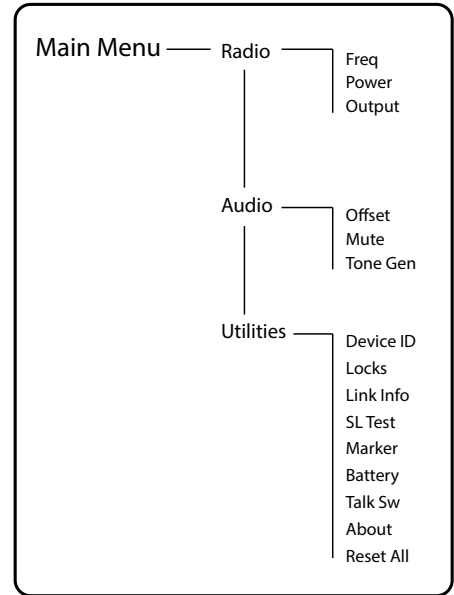 Main Menu Radio
Freq
Power
Output
Audio
Offset
Mute
Tone Gen
Utilities
Device ID
Locks
Link Info
SL Test
Marker
Battery
Talk Sw
About
Reset All